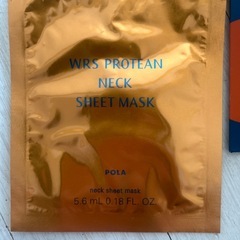 WRS PROTEAN
NECK
SHEET MASK
POLA
neck sheet mask
5.6 mL 0.18 FL. OZ.